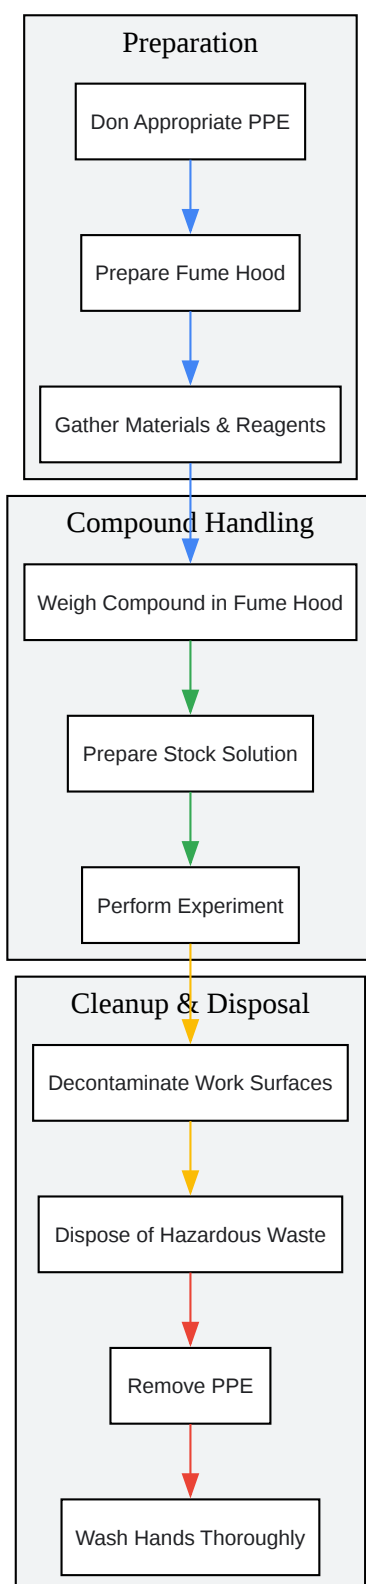 Preparation
Don Appropriate PPE
Prepare Fume Hood
Gather Materials & Reagents
Compound Handling
Weigh Compound in Fume Hood
Prepare Stock Solution
Perform Experiment
Cleanup & Disposal
Decontaminate Work Surfaces
Dispose of Hazardous Waste
Remove PPE
Wash Hands Thoroughly